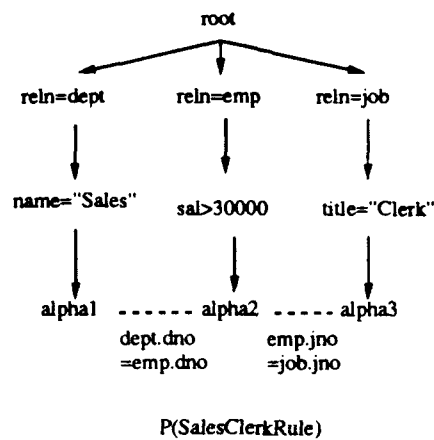 root
reln=dept reln=emp reln=job
name="Sales" sal>30000 title="Clerk"
alpha1 alpha2 alpha3
dept.dno emp.jno
=emp.dno =job.jno
P(SalesClerkRule)